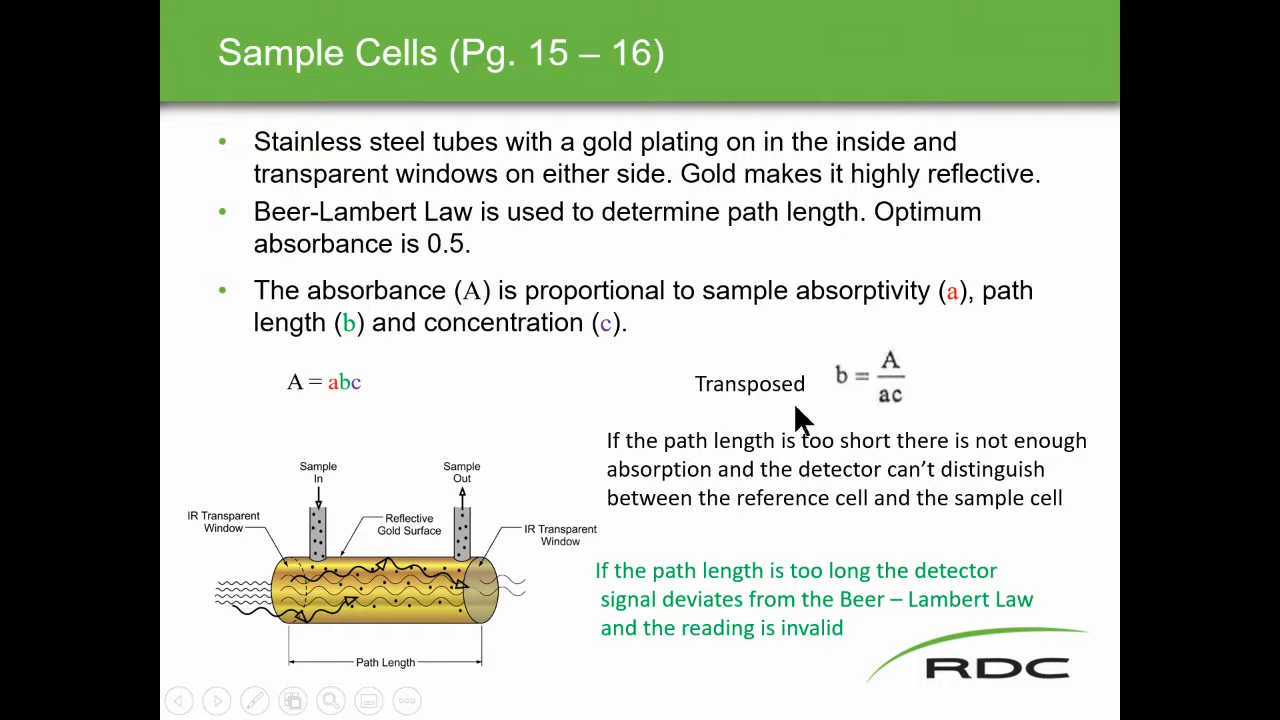 Sample Cells (Pg. 15 – 16)
• Stainless steel tubes with a gold plating on in the inside and
transparent windows on either side. Gold makes it highly reflective.
• Beer-Lambert Law is used to determine path length. Optimum
absorbance is 0.5.
• The absorbance (A) is proportional to sample absorptivity (a), path
length (b) and concentration (c).
A = abc
Transposed b = A/ac
If the path length is too short there is not enough
absorption and the detector can’t distinguish
between the reference cell and the sample cell
If the path length is too long the detector
signal deviates from the Beer – Lambert Law
and the reading is invalid
Sample
In
Sample
Out
IR Transparent
Window
Reflective
Gold Surface
IR Transparent
Window
Path Length
RDC